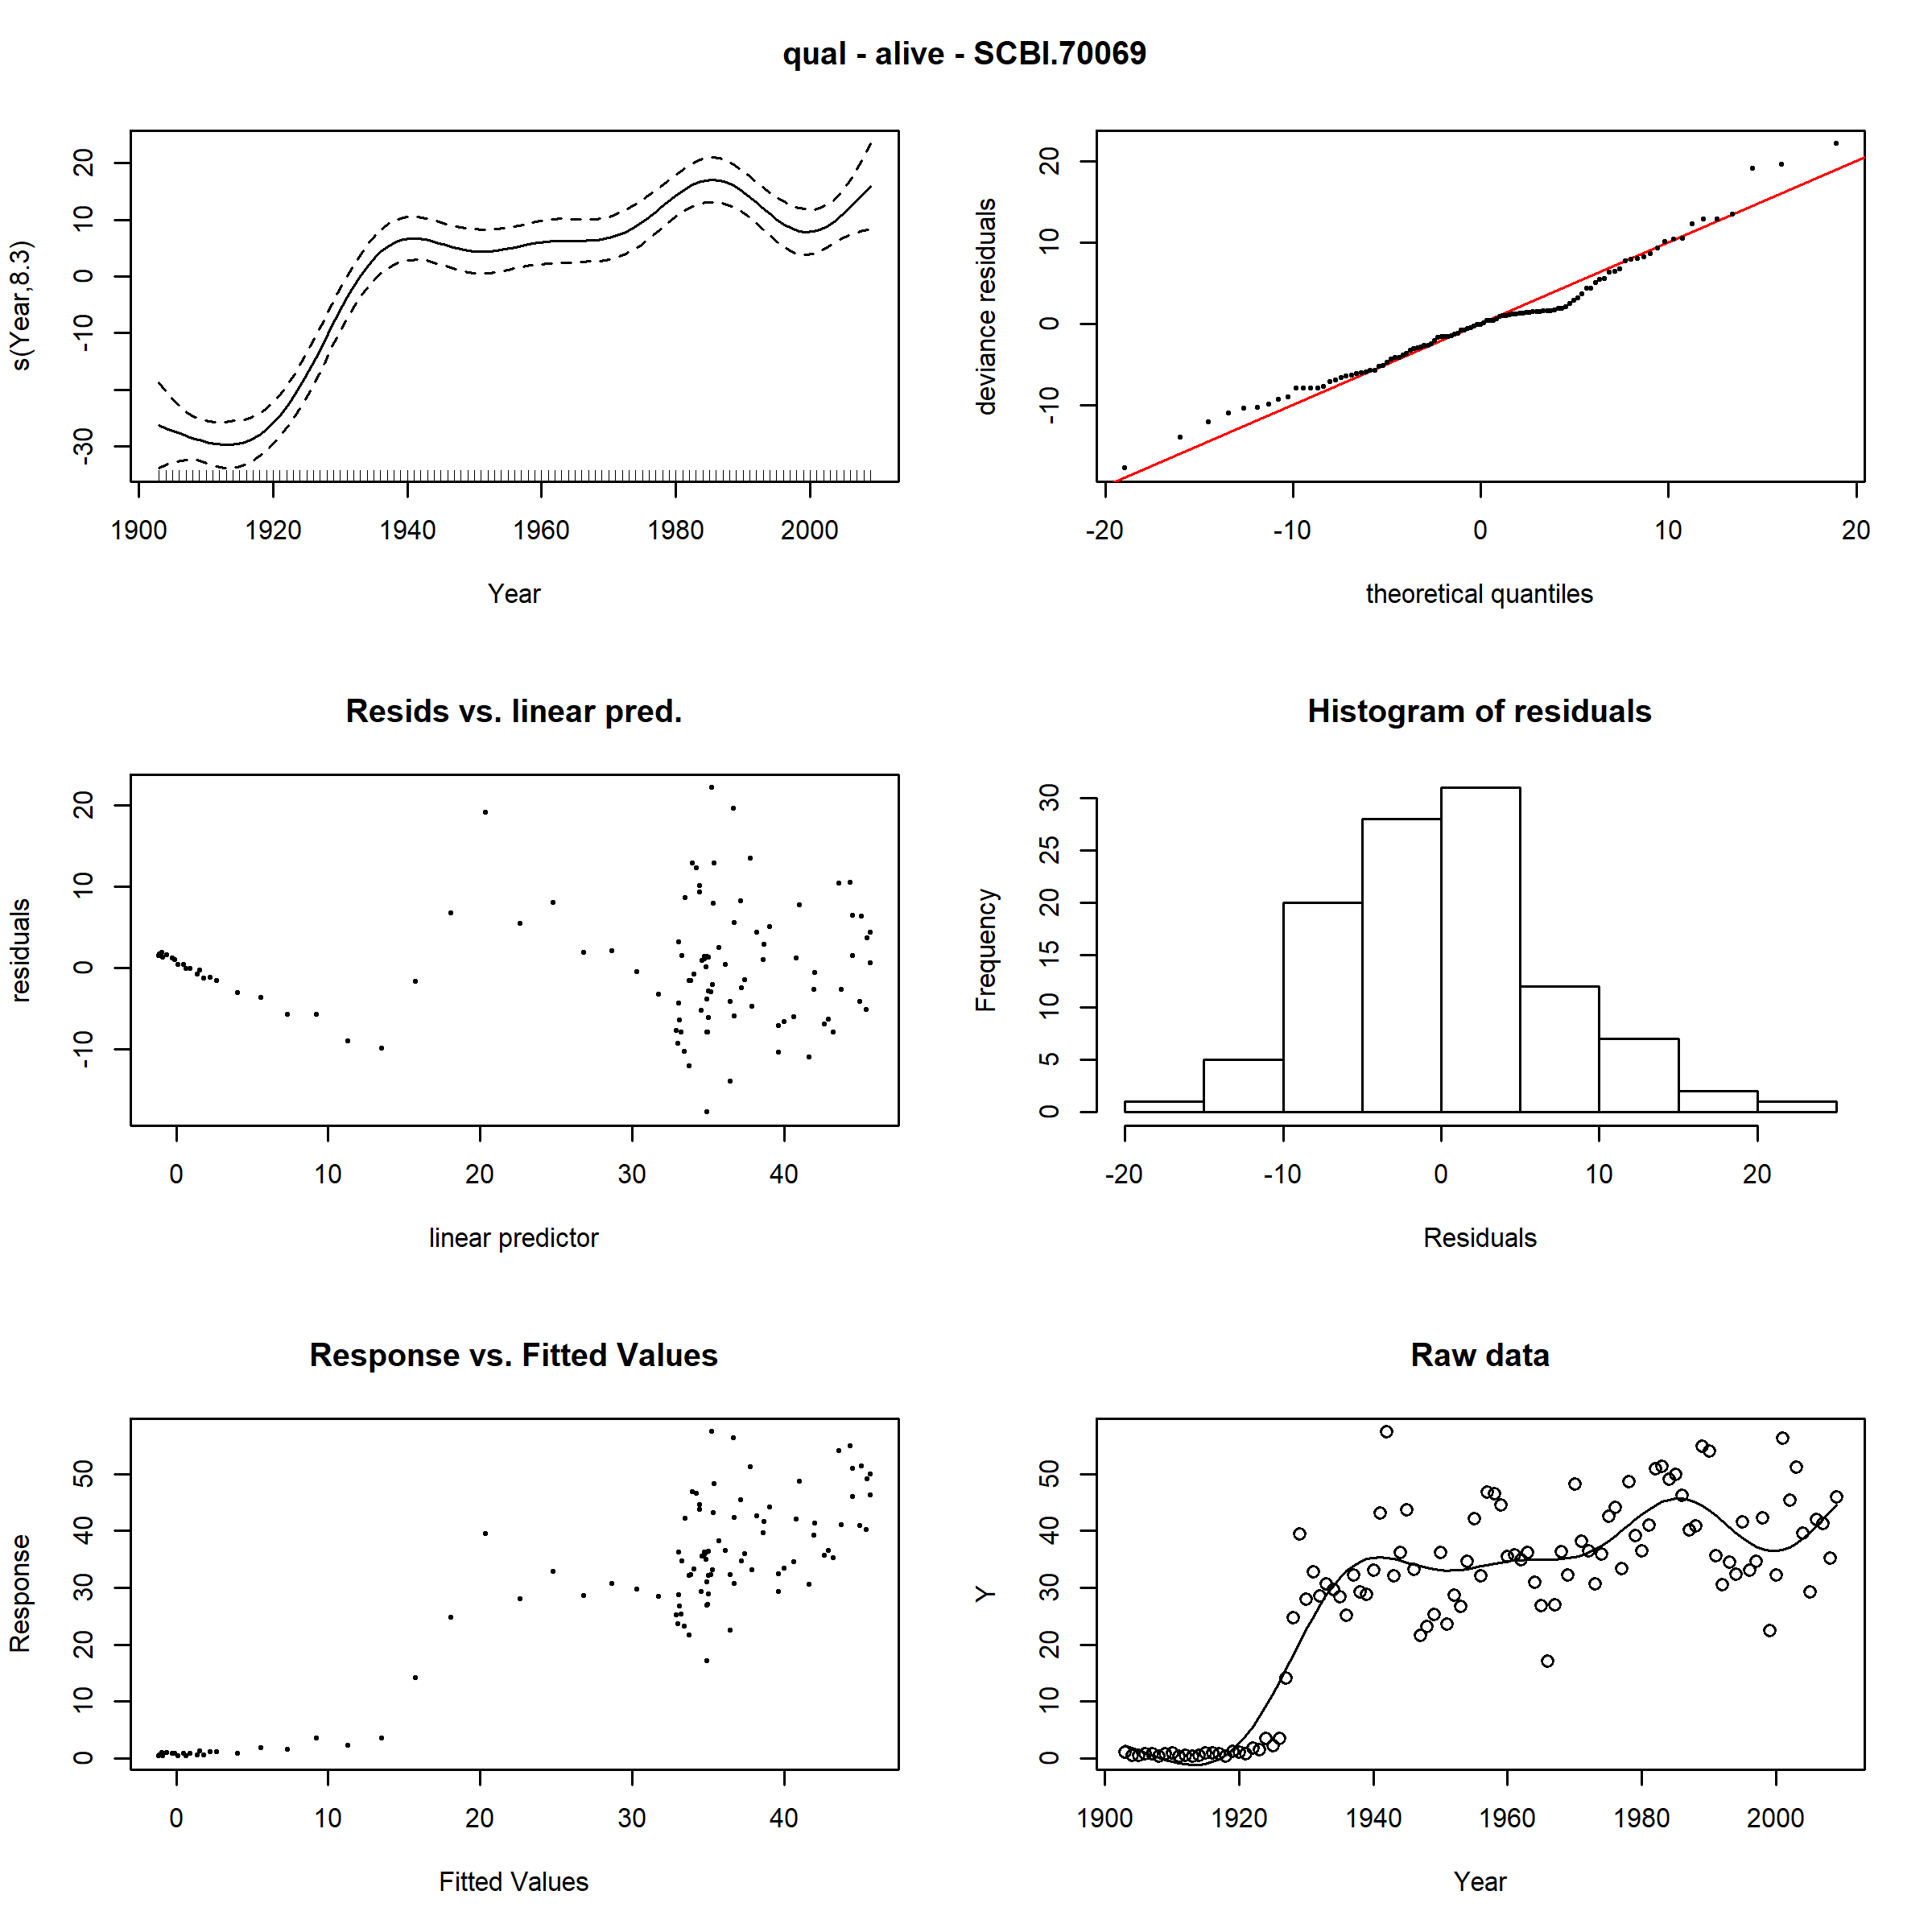 qual - alive - SCBI.70069
s(Year,8.3)
-30 -10 0 10 20
1900 1920 1940 1960 1980 2000
Year
deviance residuals
-10 0 10 20
-20 -10 0 10 20
theoretical quantiles
Resids vs. linear pred.
residuals
-10 0 10 20
0 10 20 30 40
linear predictor
Histogram of residuals
Frequency
0 5 10 15 20 25 30
-20 -10 0 10 20
Residuals
Response vs. Fitted Values
Response
0 10 20 30 40 50
0 10 20 30 40
Fitted Values
Raw data
Y
0 10 20 30 40 50
1900 1920 1940 1960 1980 2000
Year